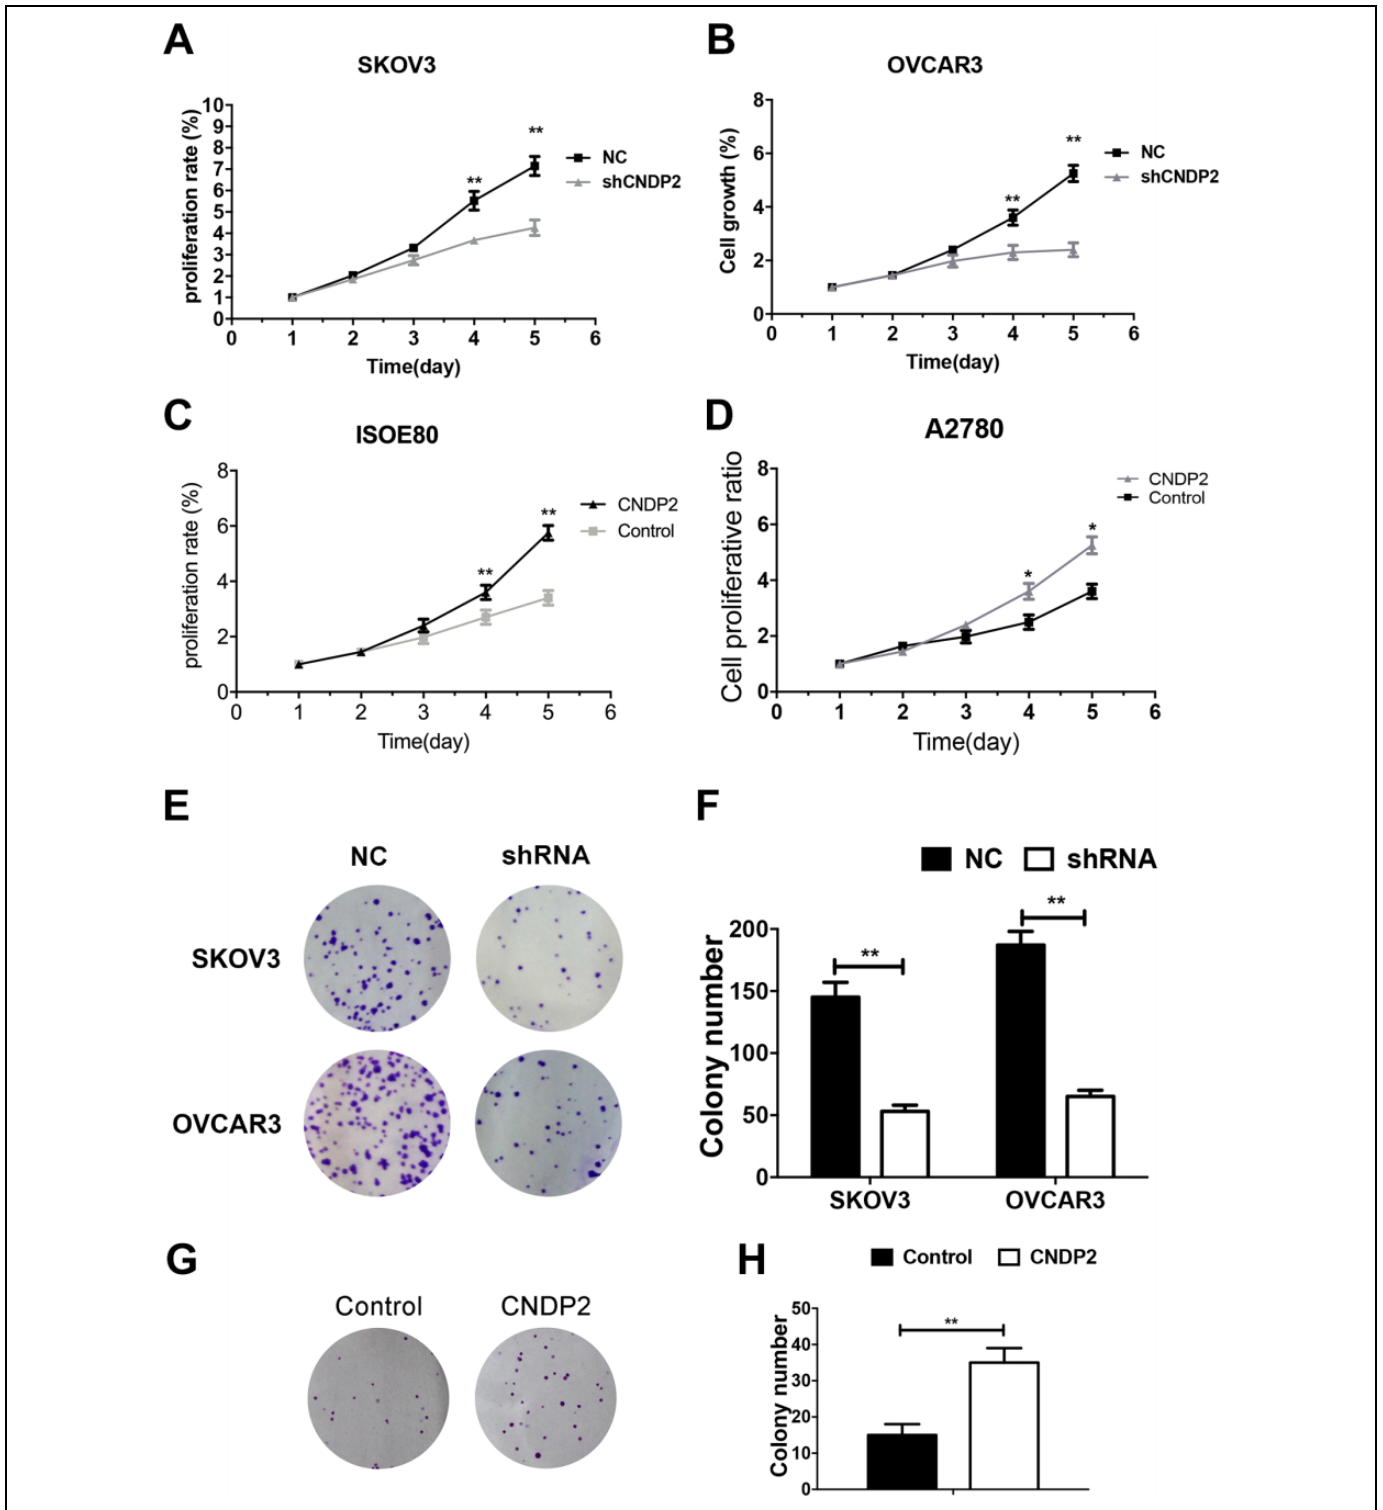 A
SKOV3
proliferation rate (%)
10
9
8
7
6
5
4
3
2
1
0
**
**
NC
shCNDP2
0 1 2 3 4 5 6
Time(day)
B
OVCAR3
Cell growth (%)
8
6
4
2
0
**
**
NC
shCNDP2
0 1 2 3 4 5 6
Time(day)
C
ISOE80
proliferation rate (%)
8
6
4
2
0
**
**
CNDP2
Control
0 1 2 3 4 5 6
Time(day)
D
A2780
Cell proliferative ratio
8
6
4
2
0
*
*
CNDP2
Control
0 1 2 3 4 5 6
Time(day)
E
NC shRNA
SKOV3
OVCAR3
F
NC shRNA
Colony number
200
150
100
50
0
**
**
SKOV3 OVCAR3
G
Control CNDP2
H
Control CNDP2
Colony number
50
40
30
20
10
0
**